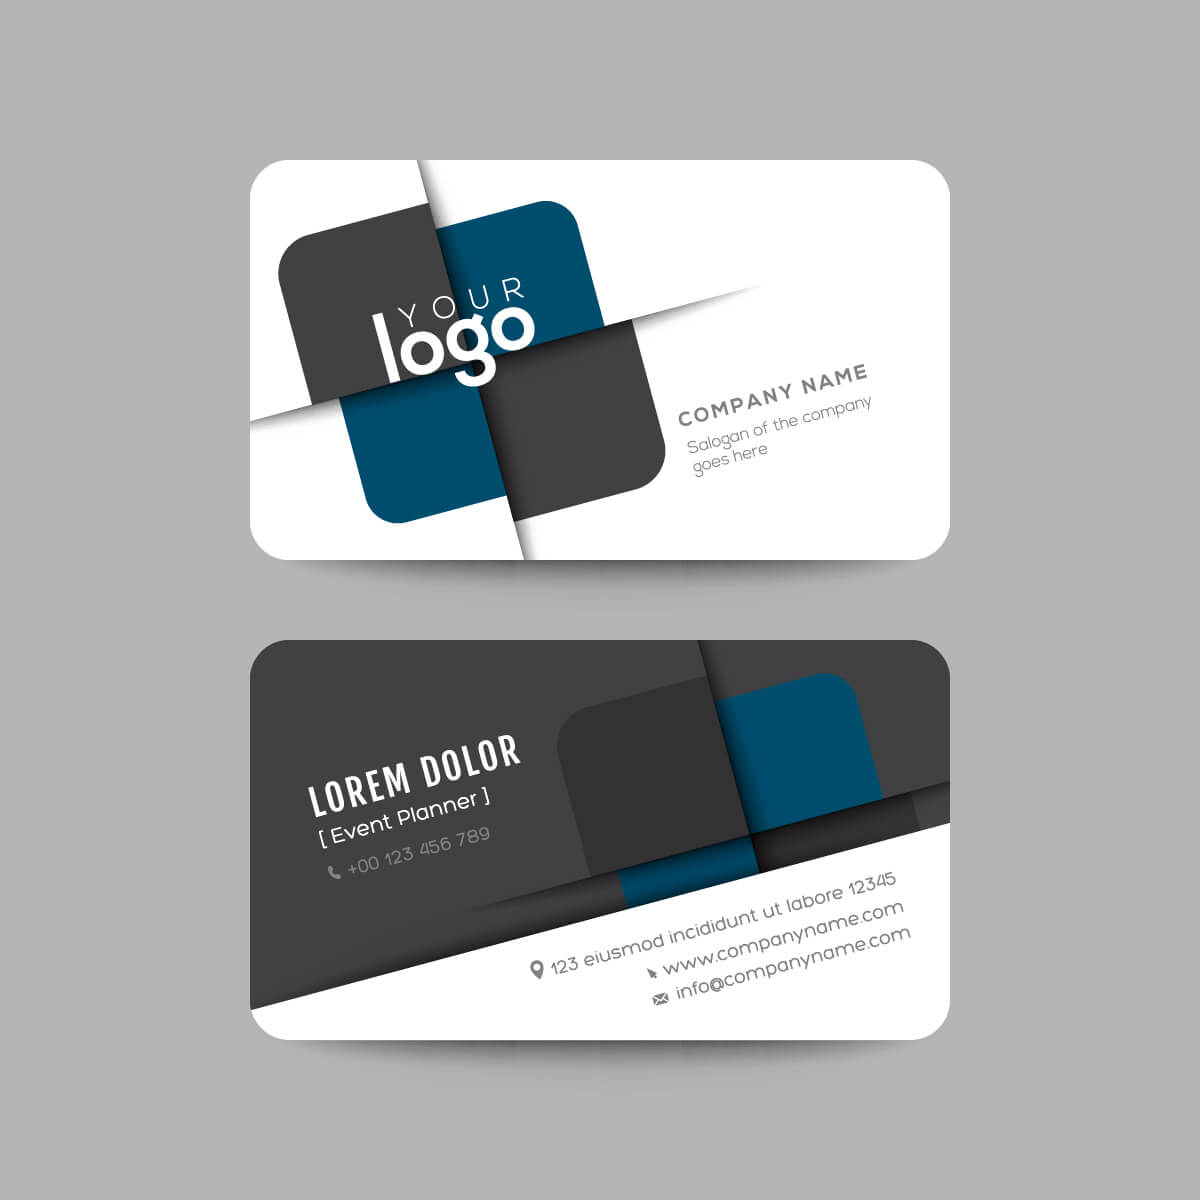 YOUR
logo
COMPANY NAME
Salogan of the company
goes here
LOREM DOLOR
[ Event Planner ]
+00 123 456 789
123 eiusmod incididunt ut labore 12345
www.companyname.com
info@companyname.com